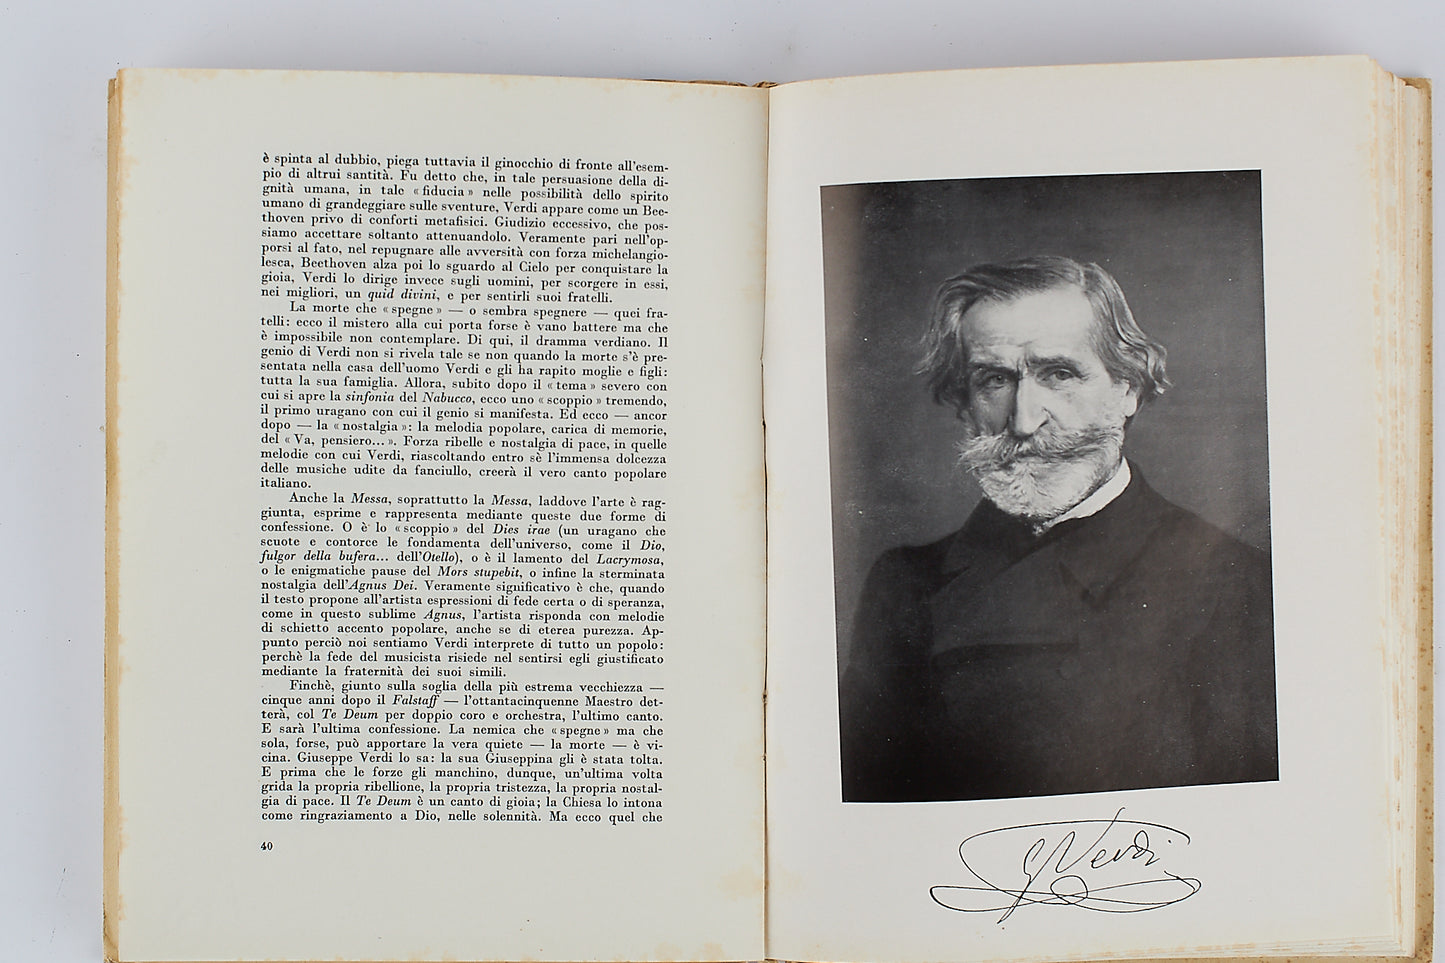 è spinta al dubbio, piega tuttavia il ginocchio di fronte all'esem-
pio di altrui santità. Fu detto che, in tale persuasione della di-
gnità umana, in tale « fiducia » nelle possibilità dello spirito
umano di grandeggiare sulle sventure, Verdi appare come un Bee-
thoven privo di conforti metafisici. Giudizio eccessivo, che pos-
siamo accettare soltanto attenuandolo. Veramente pari nell'op-
porsi al fato, nel repugnare alle avversità con forza michelangio-
lesca, Beethoven alza poi lo sguardo al Cielo per conquistare la
gioia, Verdi lo dirige invece sugli uomini, per scorgere in essi,
nei migliori, un quid divini, e per sentirli suoi fratelli.
La morte che « spegne » — o sembra spegnere — quei fra-
telli: ecco il mistero alla cui porta forse è vano battere ma che
è impossibile non contemplare. Di qui, il dramma verdiano. Il
genio di Verdi non si rivela tale se non quando la morte s'è pre-
sentata nella casa dell'uomo Verdi e gli ha rapito moglie e figli:
tutta la sua famiglia. Allora, subito dopo il « tema » severo con
cui si apre la sinfonia del Nabucco, ecco uno « scoppio » tremendo,
il primo uragano con cui il genio si manifesta. Ed ecco — ancor
dopo — la « nostalgia »: la melodia popolare, carica di memorie,
del « Va, pensiero... ». Forza ribelle e nostalgia di pace, in quelle
melodie con cui Verdi, riascoltando entro sè l'immensa dolcezza
delle musiche udite da fanciullo, creerà il vero canto popolare
italiano.
Anche la Messa, soprattutto la Messa, laddove l'arte è rag-
giunta, esprime e rappresenta mediante queste due forme di
confessione. O è lo « scoppio » del Dies irae (un uragano che
scuote e contorce le fondamenta dell'universo, come il Dio,
fulgor della bufera... dell'Otello), o è il lamento del Lacrymosa,
o le enigmatiche pause del Mors stupebit, o infine la sterminata
nostalgia dell'Agnus Dei. Veramente significativo è che, quando
il testo propone all'artista espressioni di fede certa o di speranza,
come in questo sublime Agnus, l'artista risponda con melodie
di schietto accento popolare, anche se di eterea purezza. Ap-
punto perciò noi sentiamo Verdi interprete di tutto un popolo:
perchè la fede del musicista risiede nel sentirsi egli giustificato
mediante la fraternità dei suoi simili.
Finchè, giunto sulla soglia della più estrema vecchiezza —
cinque anni dopo il Falstaff — l'ottantacinquenne Maestro det-
terà, col Te Deum per doppio coro e orchestra, l'ultimo canto.
E sarà l'ultima confessione. La nemica che « spegne » ma che
sola, forse, può apportare la vera quiete — la morte — è vi-
cina. Giuseppe Verdi lo sa: la sua Giuseppina gli è stata tolta.
E prima che le forze gli manchino, dunque, un'ultima volta
grida la propria ribellione, la propria tristezza, la propria nostal-
gia di pace. Il Te Deum è un canto di gioia; la Chiesa lo intona
come ringraziamento a Dio, nelle solennità. Ma ecco quel che
40
G Verdi